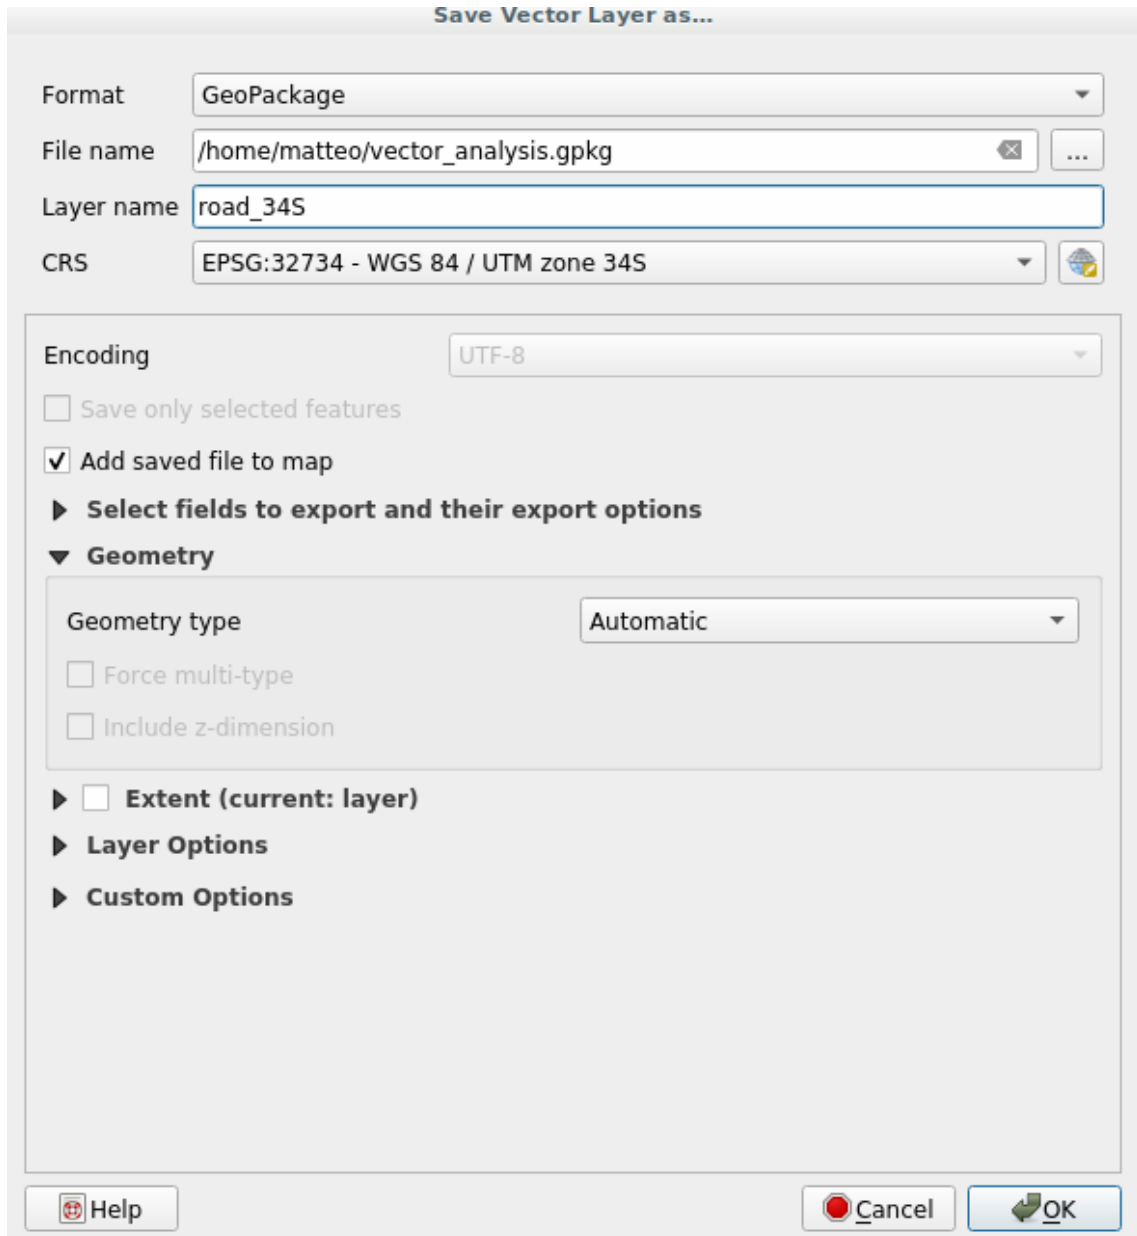 Save Vector Layer as...
Format GeoPackage
File name /home/matteo/vector_analysis.gpkg ...
Layer name road_34S
CRS EPSG:32734 - WGS 84 / UTM zone 34S
Encoding UTF-8
Save only selected features
Add saved file to map
Select fields to export and their export options
Geometry
Geometry type Automatic
Force multi-type
Include z-dimension
Extent (current: layer)
Layer Options
Custom Options
Help Cancel OK